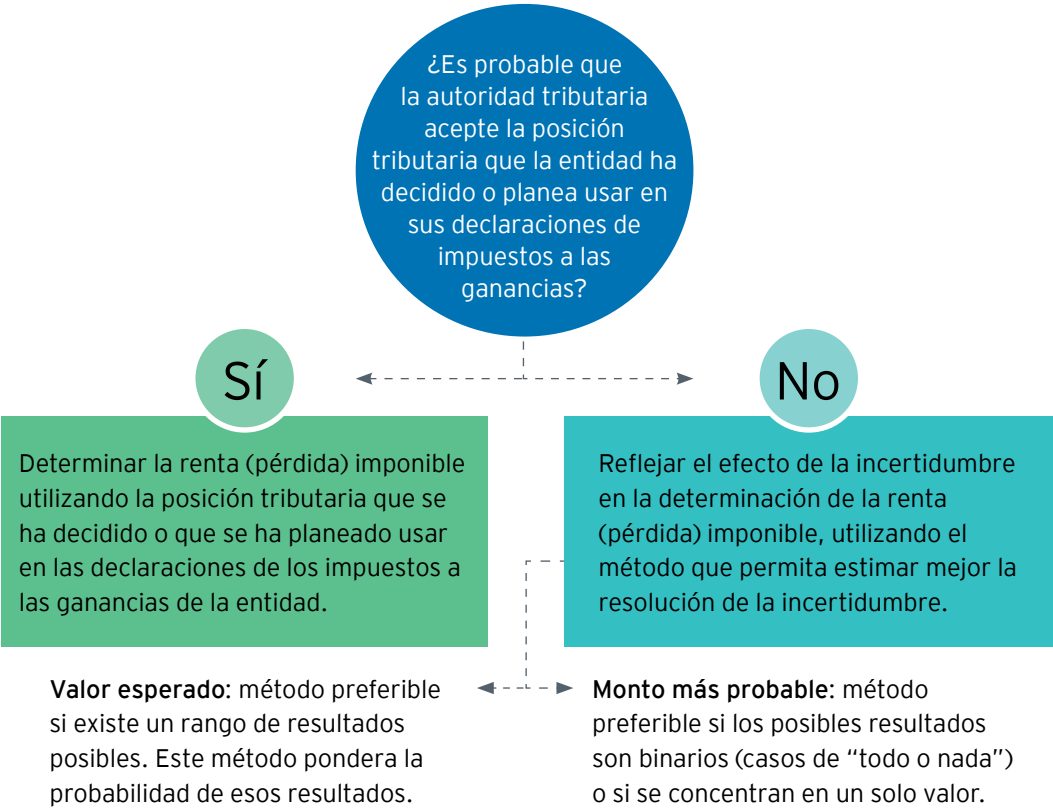 ¿Es probable que
la autoridad tributaria
acepte la posición
tributaria que la entidad ha
decidido o planea usar en
sus declaraciones de
impuestos a las
ganancias?
Sí
No
Determinar la renta (pérdida) imponible
utilizando la posición tributaria que se
ha decidido o que se ha planeado usar
en las declaraciones de los impuestos a
las ganancias de la entidad.
Reflejar el efecto de la incertidumbre
en la determinación de la renta
(pérdida) imponible, utilizando el
método que permita estimar mejor la
resolución de la incertidumbre.
Valor esperado: método preferible
si existe un rango de resultados
posibles. Este método pondera la
probabilidad de esos resultados.
Monto más probable: método
preferible si los posibles resultados
son binarios (casos de “todo o nada”)
o si se concentran en un solo valor.